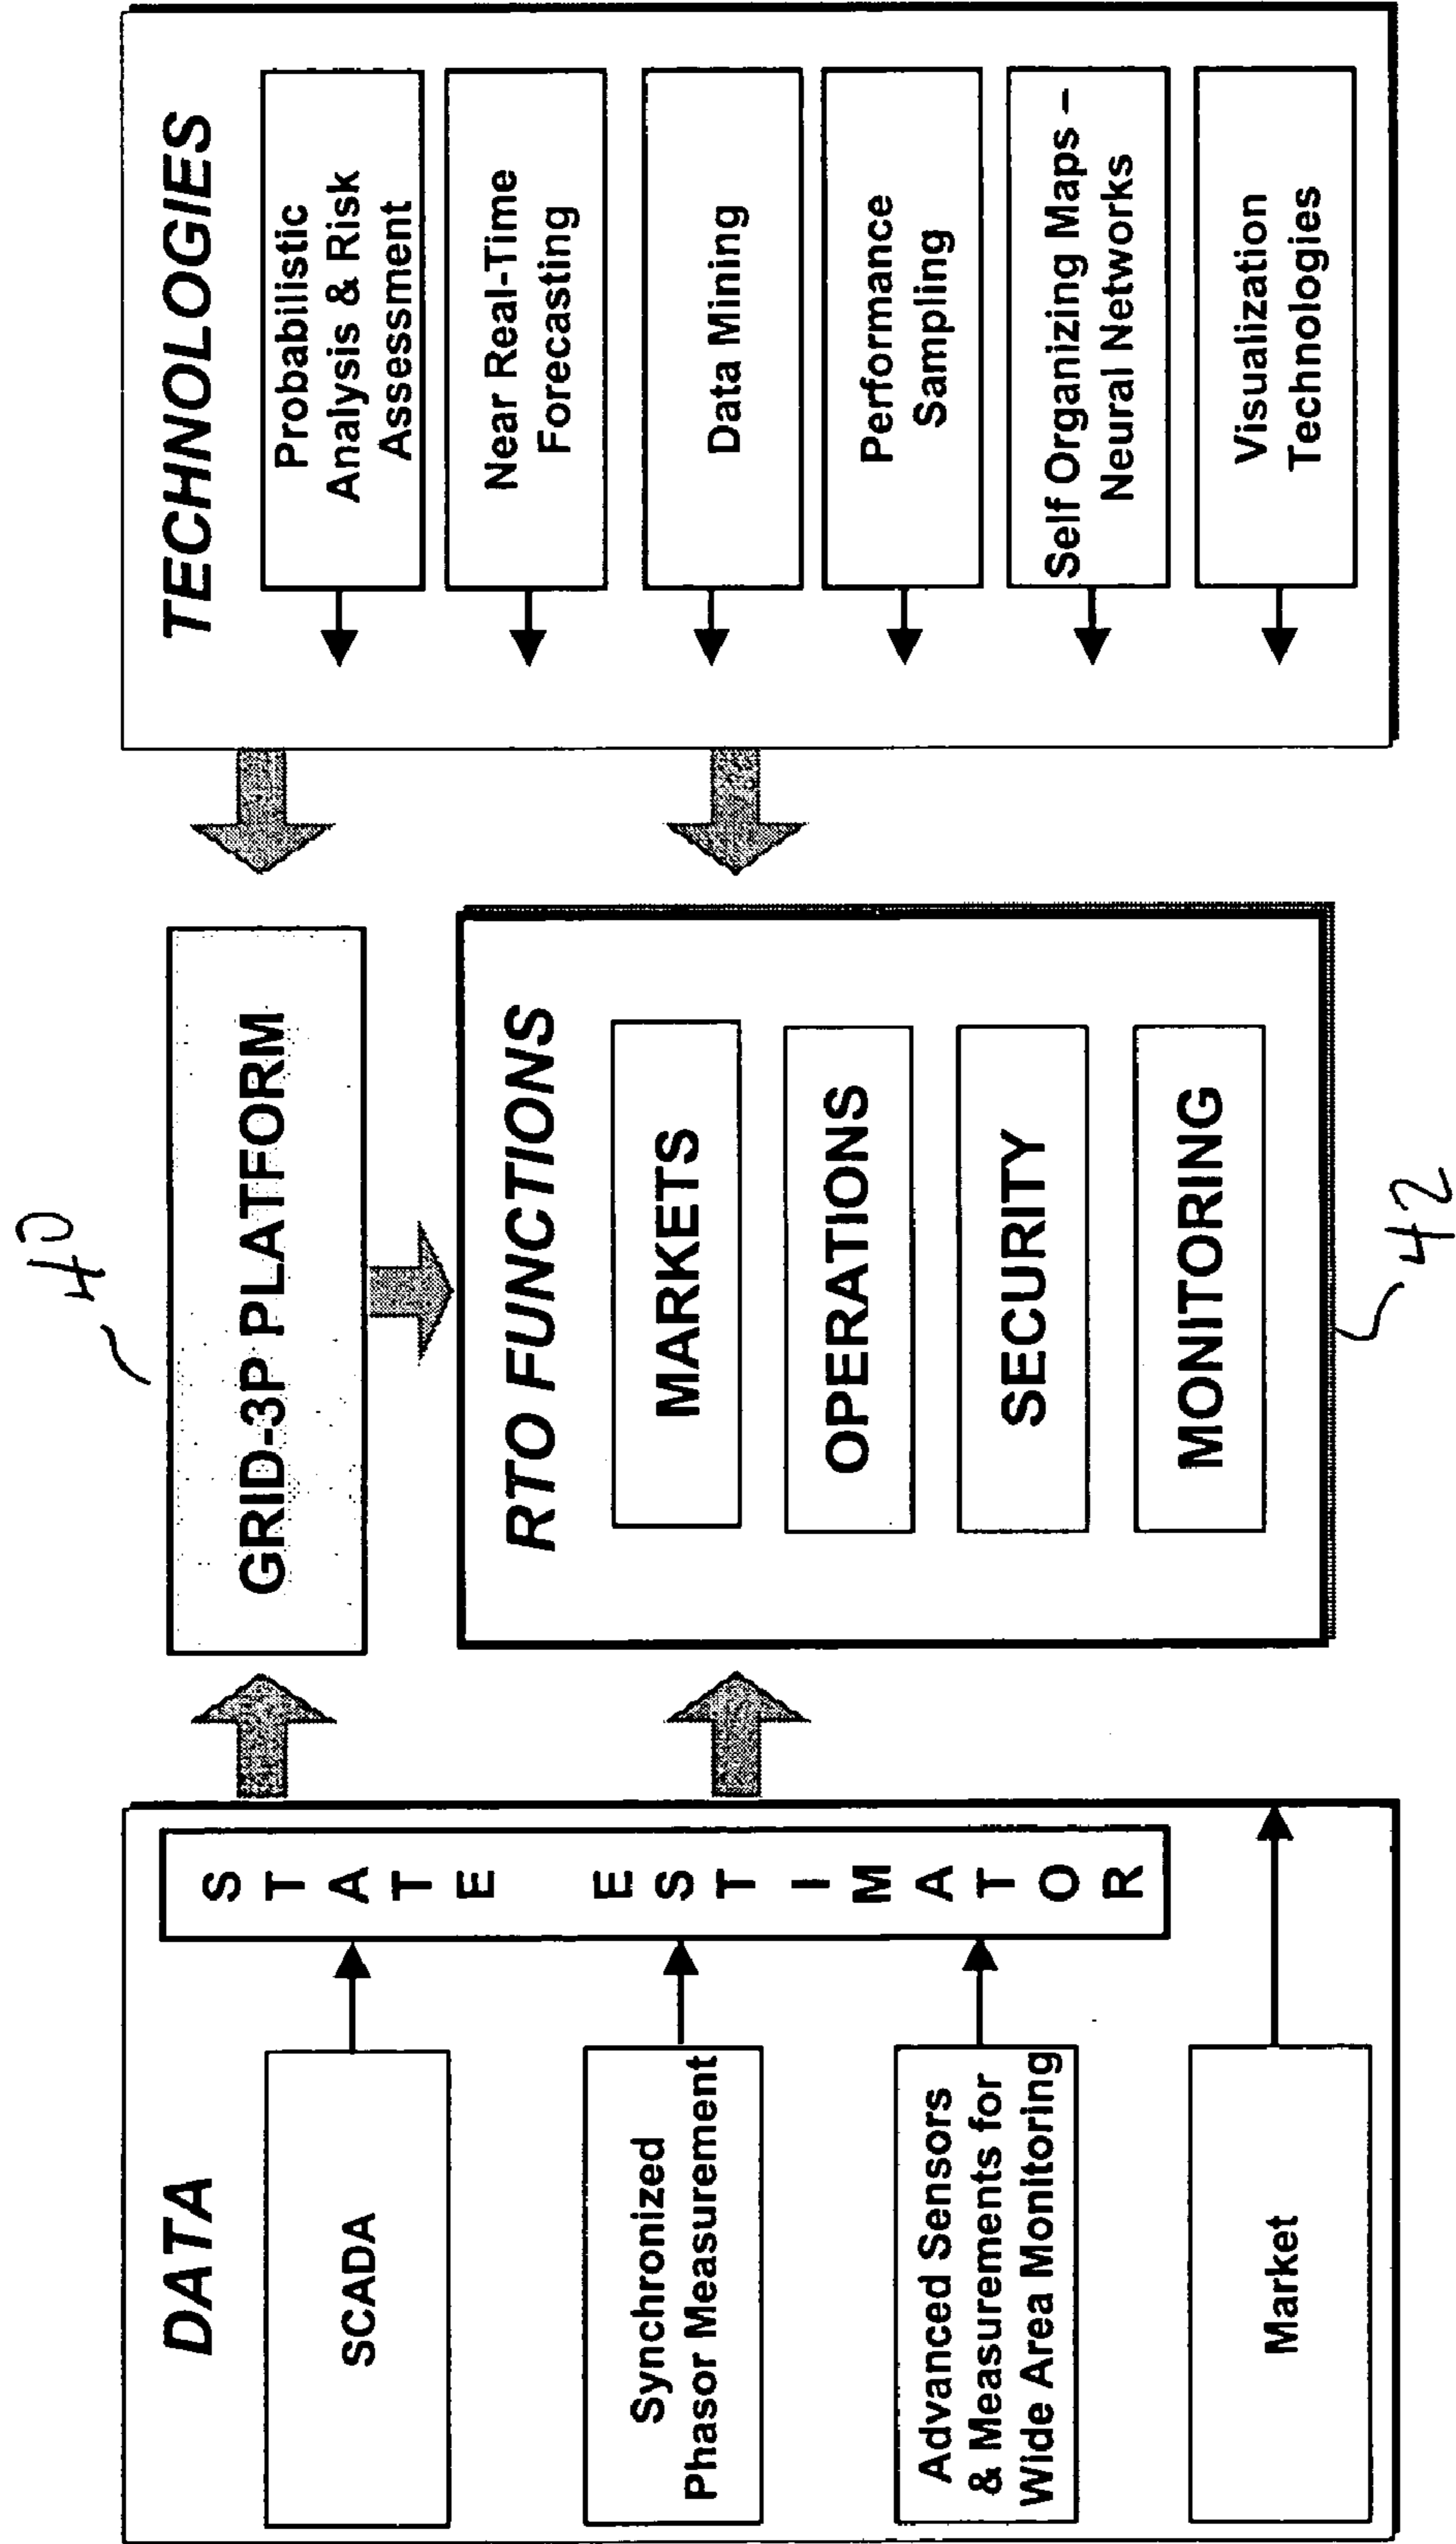 DATA
SCADA
Synchronized
Phasor Measurement
Advanced Sensors
& Measurements for
Wide Area Monitoring
Market
STATE ESTIMATOR
40
GRID-3P PLATFORM
RTO FUNCTIONS
MARKETS
OPERATIONS
SECURITY
MONITORING
42
TECHNOLOGIES
Probabilistic
Analysis & Risk
Assessment
Near Real-Time
Forecasting
Data Mining
Performance
Sampling
Self Organizing Maps –
Neural Networks
Visualization
Technologies